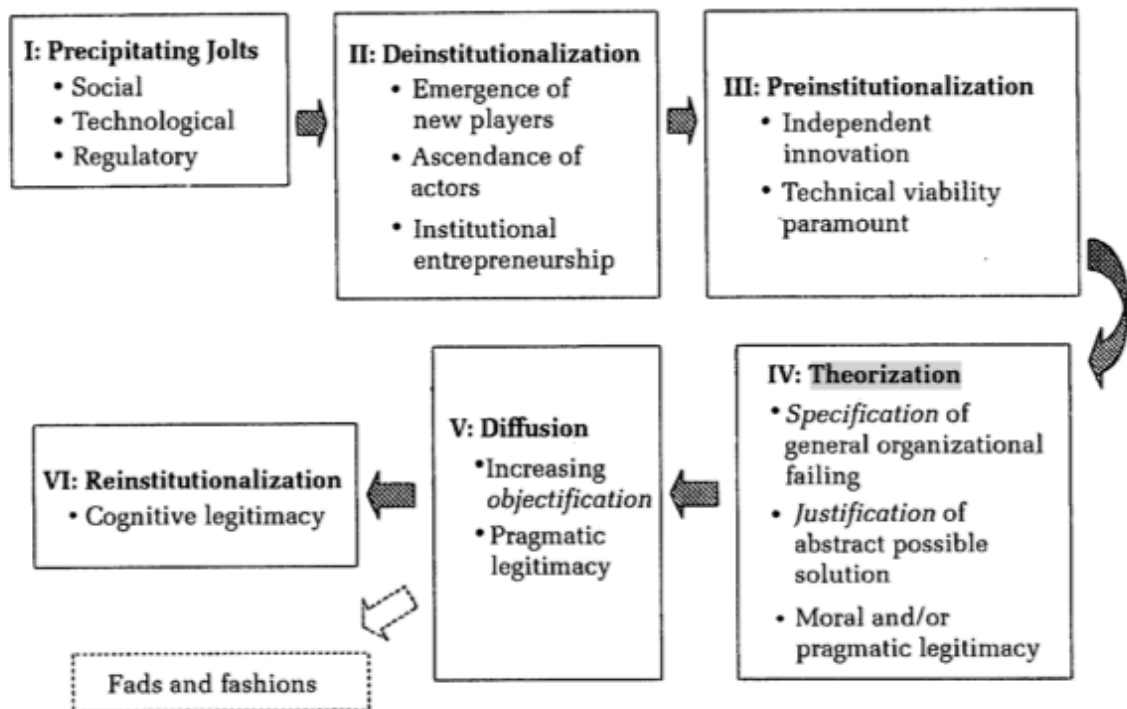 I: Precipitating Jolts
• Social
• Technological
• Regulatory
II: Deinstitutionalization
• Emergence of
new players
• Ascendance of
actors
• Institutional
entrepreneurship
III: Preinstitutionalization
• Independent
innovation
• Technical viability
paramount
IV: Theorization
• Specification of
general organizational
failing
• Justification of
abstract possible
solution
• Moral and/or
pragmatic legitimacy
V: Diffusion
• Increasing
objectification
• Pragmatic
legitimacy
VI: Reinstitutionalization
• Cognitive legitimacy
Fads and fashions